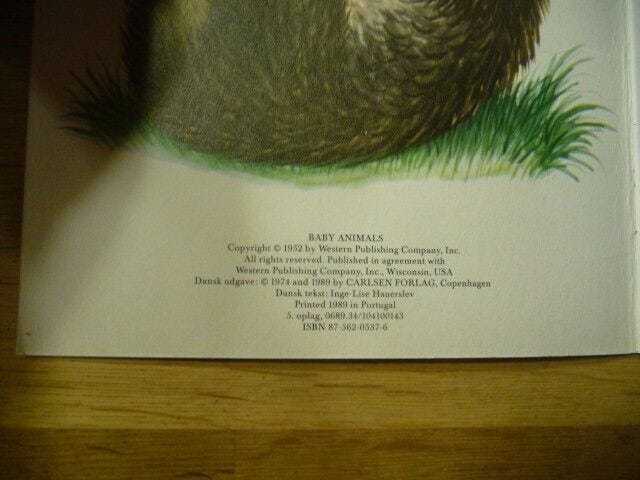 BABY ANIMALS
Copyright © 1952 by Western Publishing Company, Inc.
All rights reserved. Published in agreement with
Western Publishing Company, Inc., Wisconsin, USA
Dansk udgave: © 1974 and 1989 by CARLSEN FORLAG, Copenhagen
Dansk tekst: Inge-Lise Hauerslev
Printed 1989 in Portugal
5. oplag, 0689.34/104100143
ISBN 87-562-0537-6